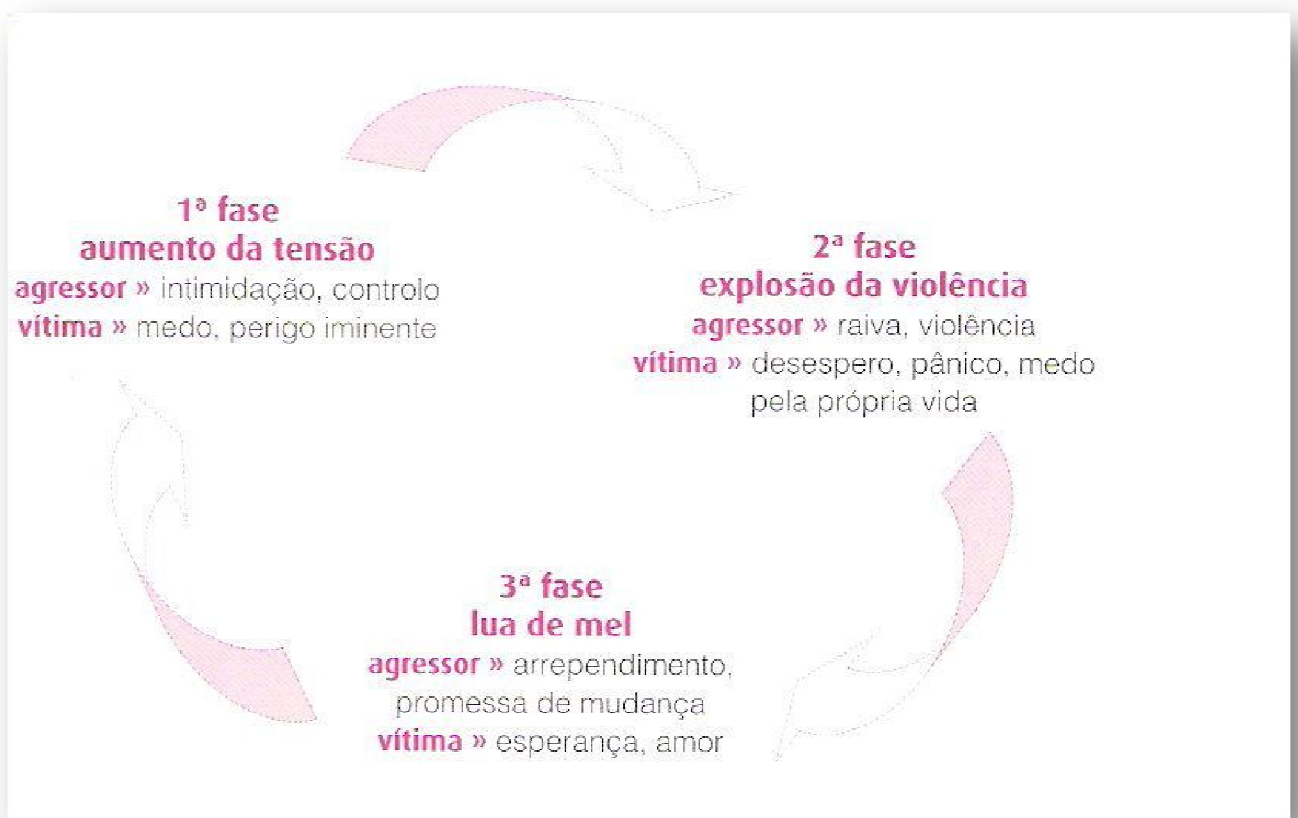 1ª fase
aumento da tensão
agressor » intimidação, controlo
vítima » medo, perigo iminente
2ª fase
explosão da violência
agressor » raiva, violência
vítima » desespero, pânico, medo
pela própria vida
3ª fase
lua de mel
agressor » arrependimento,
promessa de mudança
vítima » esperança, amor